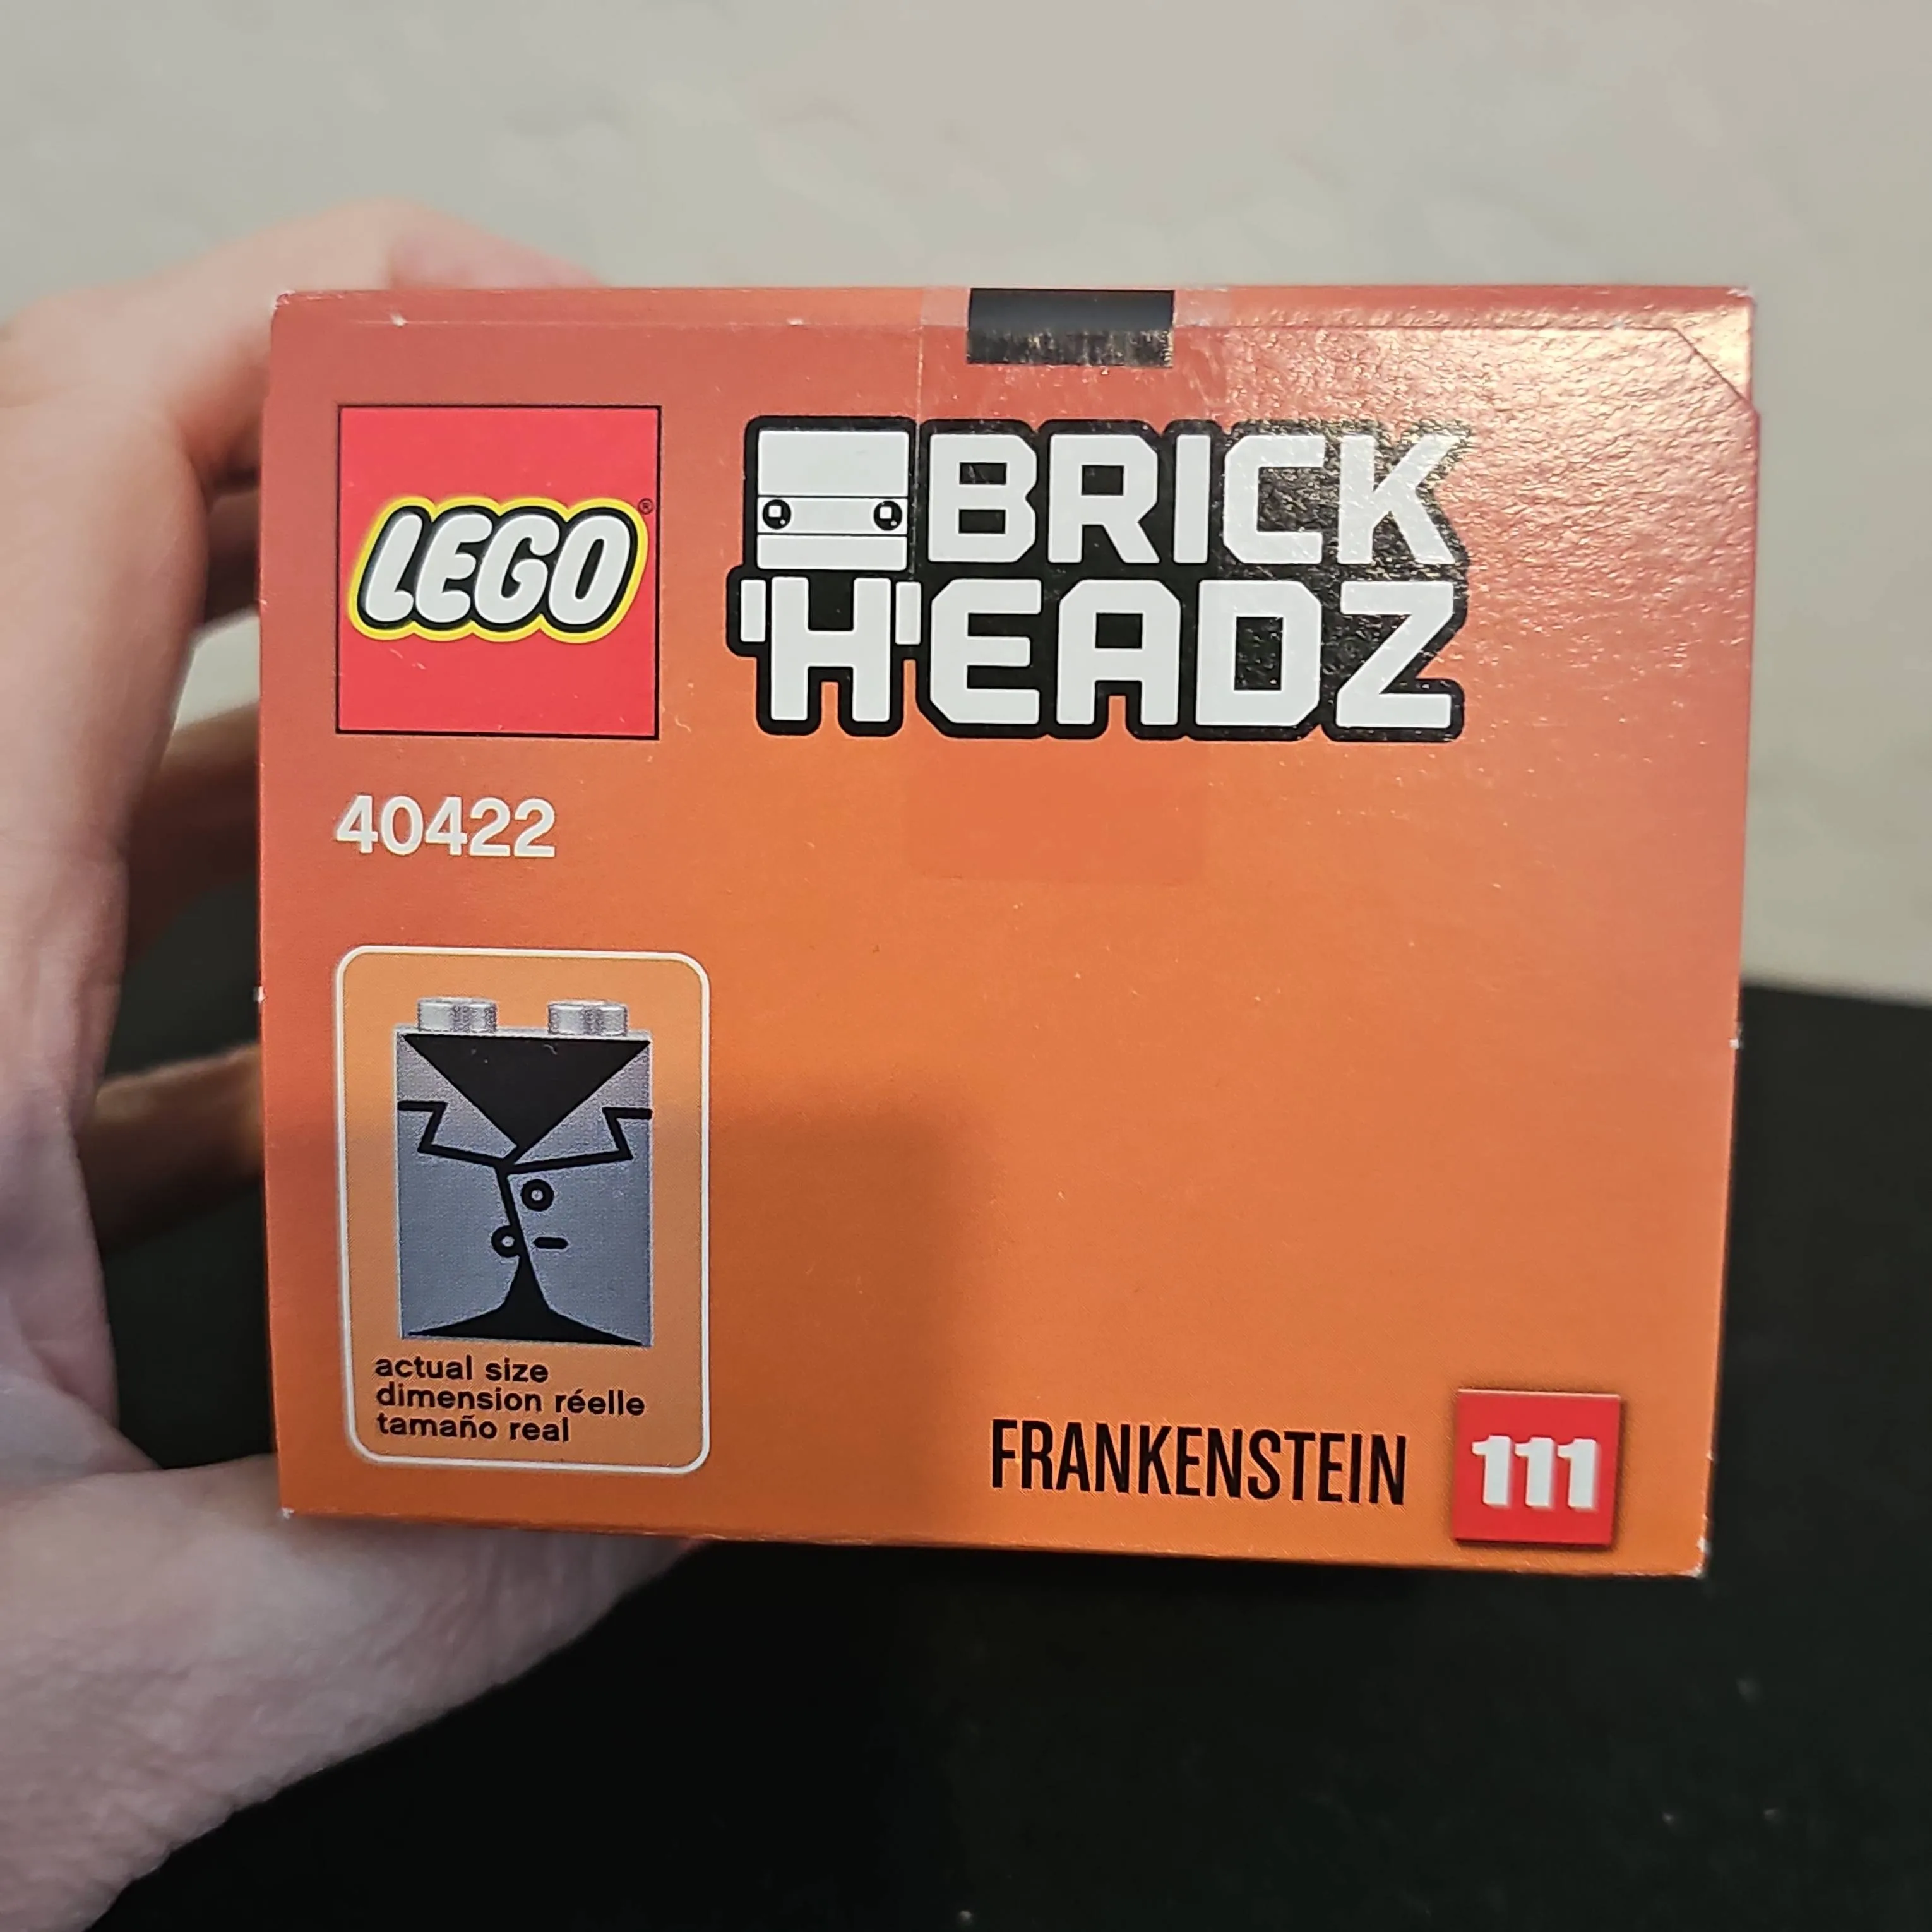 LEGO®
BRICK
HEADZ
40422
actual size
dimension réelle
tamaño real
FRANKENSTEIN
111